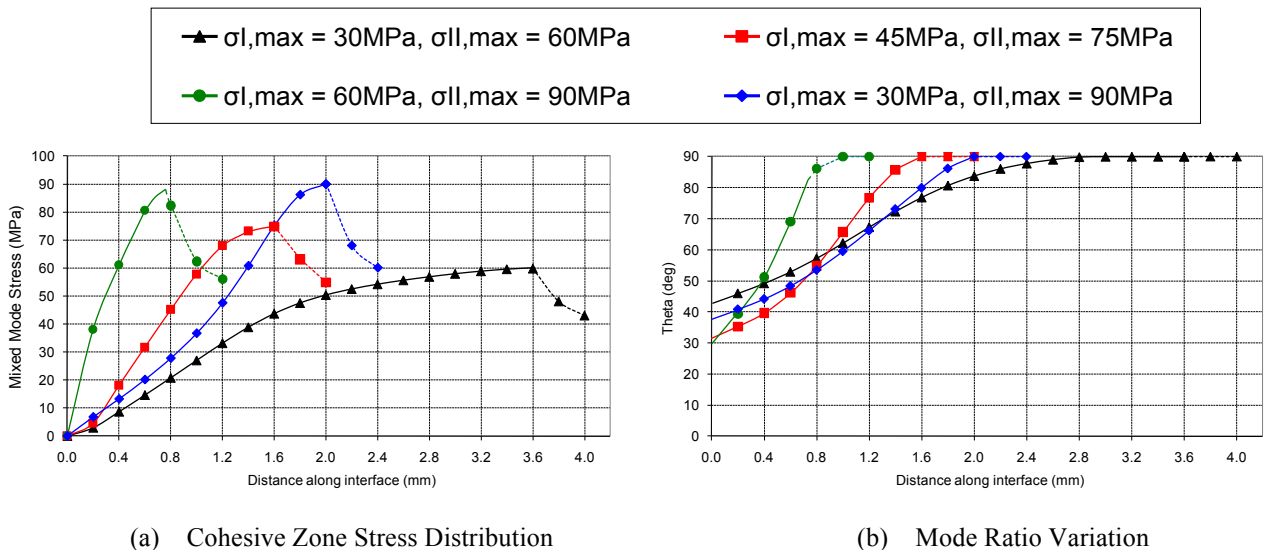 σI,max = 30MPa, σII,max = 60MPa
σI,max = 45MPa, σII,max = 75MPa
σI,max = 60MPa, σII,max = 90MPa
σI,max = 30MPa, σII,max = 90MPa
Mixed Mode Stress (MPa)
100
90
80
70
60
50
40
30
20
10
0
0.0 0.4 0.8 1.2 1.6 2.0 2.4 2.8 3.2 3.6 4.0
Distance along interface (mm)
(a) Cohesive Zone Stress Distribution
Theta (deg)
90
80
70
60
50
40
30
20
10
0
0.0 0.4 0.8 1.2 1.6 2.0 2.4 2.8 3.2 3.6 4.0
Distance along interface (mm)
(b) Mode Ratio Variation